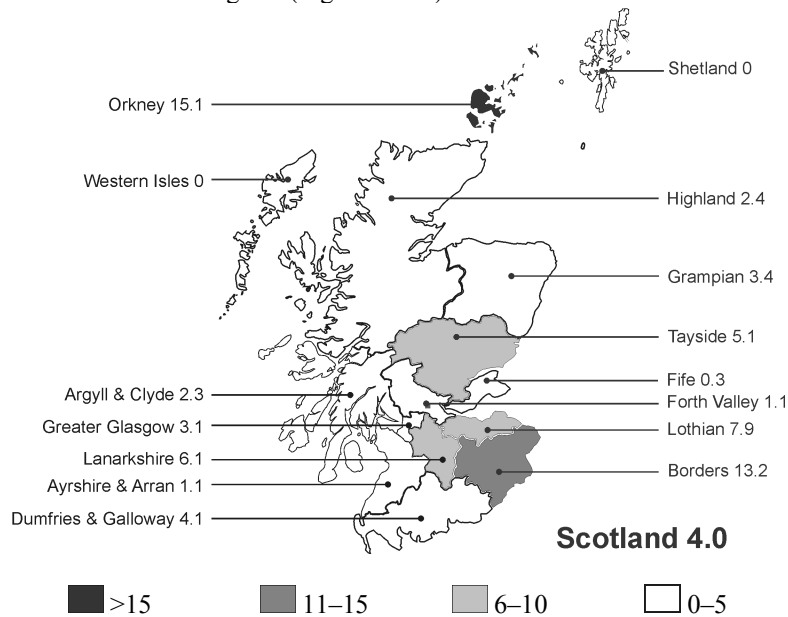 Shetland 0
Orkney 15.1
Western Isles 0
Highland 2.4
Grampian 3.4
Tayside 5.1
Fife 0.3
Argyll & Clyde 2.3
Forth Valley 1.1
Greater Glasgow 3.1
Lothian 7.9
Lanarkshire 6.1
Borders 13.2
Ayrshire & Arran 1.1
Dumfries & Galloway 4.1
Scotland 4.0
>15
11–15
6–10
0–5